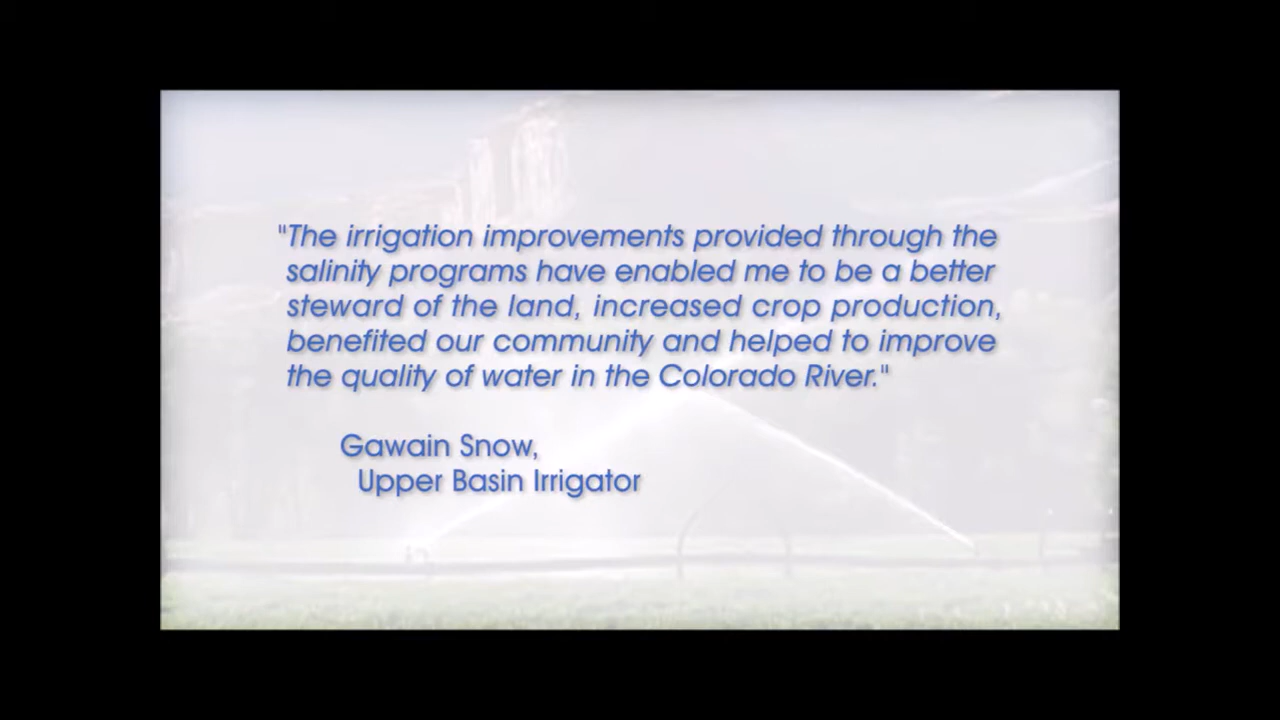 "The irrigation improvements provided through the
salinity programs have enabled me to be a better
steward of the land, increased crop production,
benefited our community and helped to improve
the quality of water in the Colorado River."
Gawain Snow,
Upper Basin Irrigator